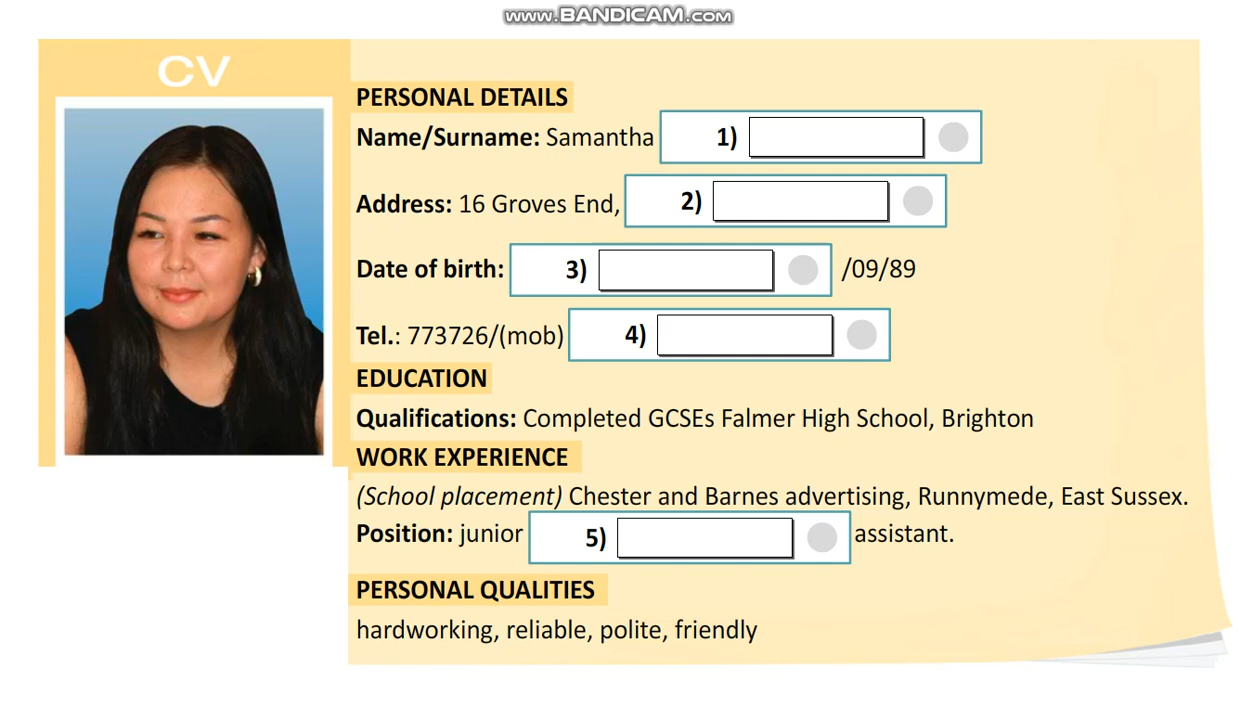 www.BANDICAM.com
CV
PERSONAL DETAILS
Name/Surname: Samantha 1)
Address: 16 Groves End, 2)
Date of birth: 3) /09/89
Tel.: 773726/(mob) 4)
EDUCATION
Qualifications: Completed GCSEs Falmer High School, Brighton
WORK EXPERIENCE
(School placement) Chester and Barnes advertising, Runnymede, East Sussex.
Position: junior 5) assistant.
PERSONAL QUALITIES
hardworking, reliable, polite, friendly